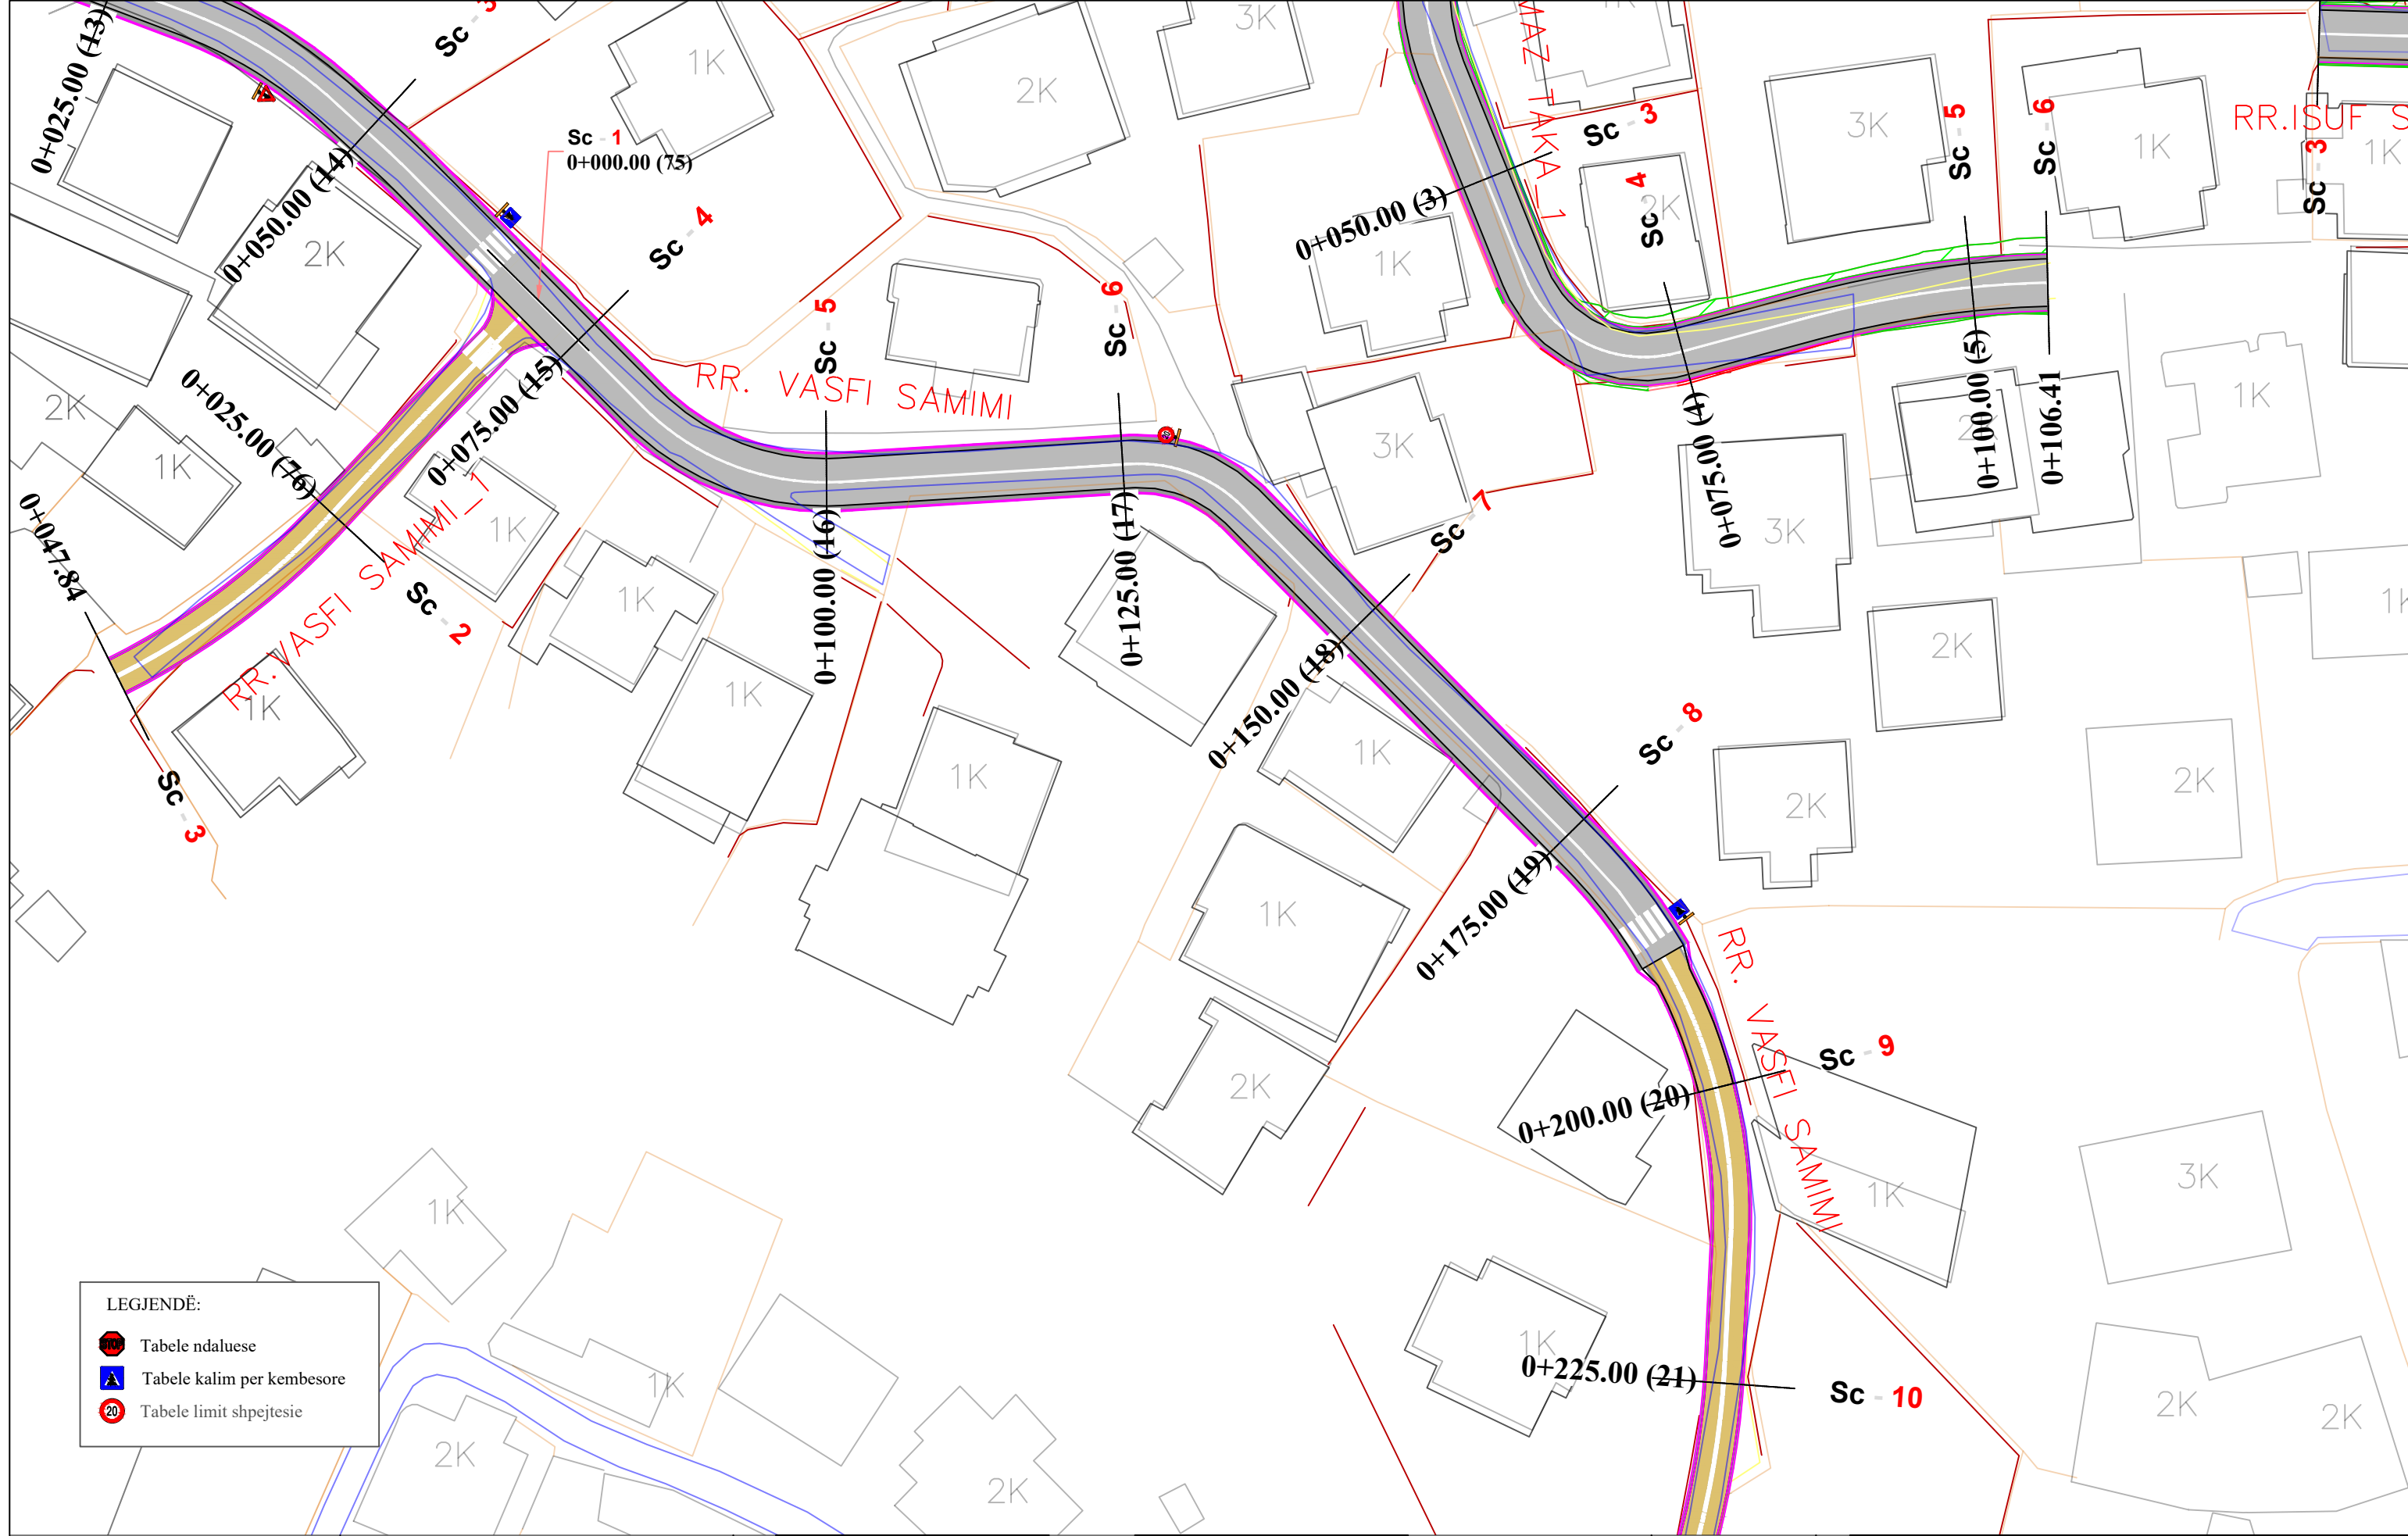 0+025.00 (13)
Sc - 3
1K
2K
3K
1K
MAZ TAKA_1
Sc - 3
3K
Sc - 5
Sc - 6
1K
RR.ISUF S
Sc - 3
1K
Sc - 1
0+000.00 (75)
0+050.00 (14)
2K
Sc - 4
0+050.00 (3)
1K
Sc - 4
2K
Sc - 5
Sc - 6
RR. VASFI SAMIMI
2K
1K
0+025.00 (76)
0+075.00 (15)
0+047.84
1K
RR. VASFI SAMIMI_1
Sc - 2
1K
1K
Sc - 3
0+100.00 (16)
0+125.00 (17)
3K
Sc - 7
0+075.00 (4)
3K
0+100.00 (5)
2K
0+106.41
1K
1K
2K
1K
1K
0+150.00 (18)
1K
Sc - 8
2K
2K
1K
0+175.00 (19)
2K
RR. VASFI SAMIMI
Sc - 9
0+200.00 (20)
1K
3K
1K
1K
0+225.00 (21)
1K
Sc - 10
2K
2K
2K
2K
LEGJENDË:
STOP Tabele ndaluese
Tabele kalim per kembesore
20 Tabele limit shpejtesie